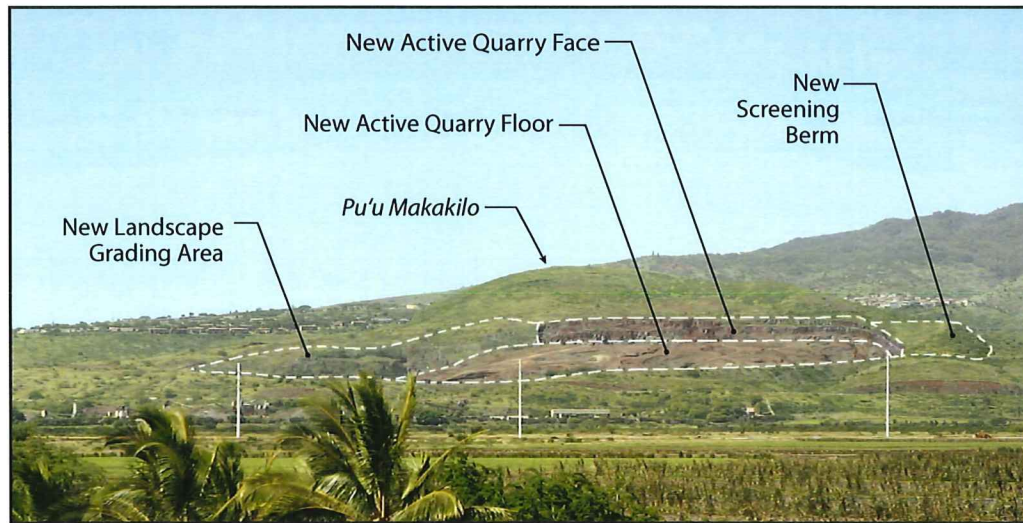 New Active Quarry Face
New
Screening
Berm
New Active Quarry Floor
Pu‘u Makakilo
New Landscape
Grading Area